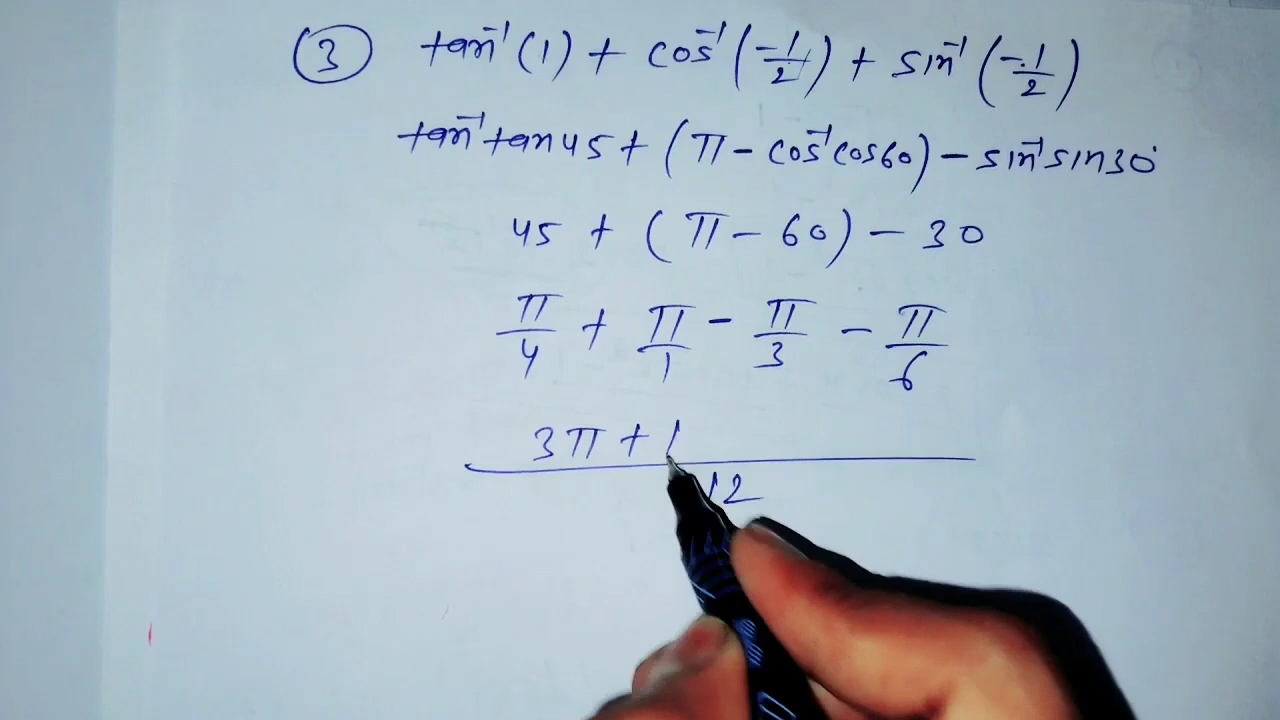 ③ tan⁻¹(1) + cos⁻¹(-1/2) + sin⁻¹(-1/2)
tan⁻¹tan45 + (π - cos⁻¹cos60) - sin⁻¹sin30°
45 + (π - 60) - 30
π/4 + π/1 - π/3 - π/6
3π + 1
12